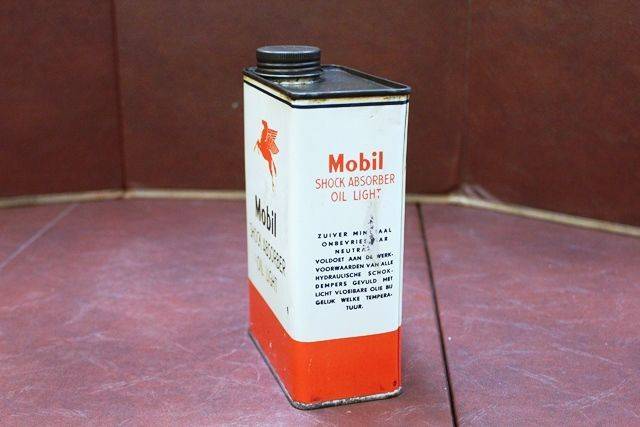 Mobil
SHOCK ABSORBER
OIL LIGHT
Mobil
SHOCK ABSORBER
OIL LIGHT
ZUIVER MIN AAL
ONBEVRIE AR
NEUTRA
VOLDOET AAN DE WERK-
VOORWAARDEN VAN ALLE
HYDRAULISCHE SCHOK-
DEMPERS GEVULD MET
LICHT VLOEIBARE OLIE BIJ
GELIJK WELKE TEMPERA-
TUUR.